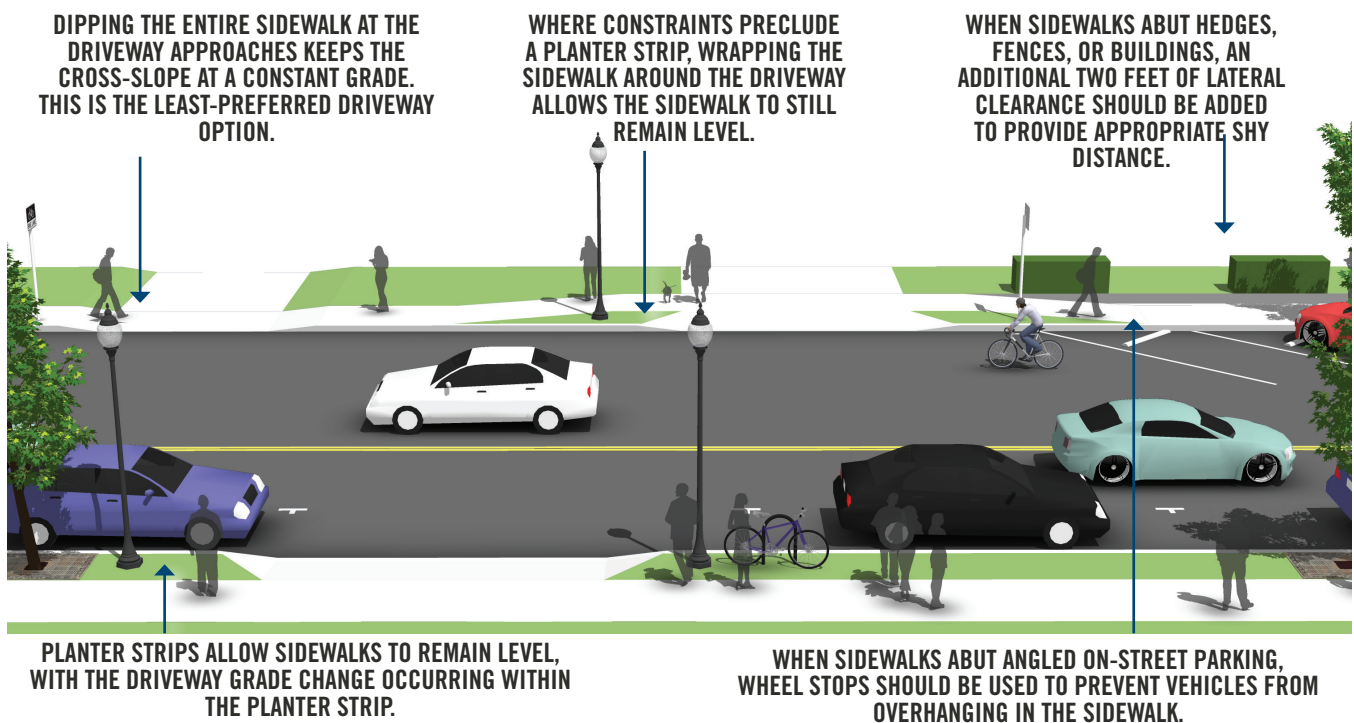 DIPPING THE ENTIRE SIDEWALK AT THE
DRIVEWAY APPROACHES KEEPS THE
CROSS-SLOPE AT A CONSTANT GRADE.
THIS IS THE LEAST-PREFERRED DRIVEWAY
OPTION.
WHERE CONSTRAINTS PRECLUDE
A PLANTER STRIP, WRAPPING THE
SIDEWALK AROUND THE DRIVEWAY
ALLOWS THE SIDEWALK TO STILL
REMAIN LEVEL.
WHEN SIDEWALKS ABUT HEDGES,
FENCES, OR BUILDINGS, AN
ADDITIONAL TWO FEET OF LATERAL
CLEARANCE SHOULD BE ADDED
TO PROVIDE APPROPRIATE SHY
DISTANCE.
PLANTER STRIPS ALLOW SIDEWALKS TO REMAIN LEVEL,
WITH THE DRIVEWAY GRADE CHANGE OCCURRING WITHIN
THE PLANTER STRIP.
WHEN SIDEWALKS ABUT ANGLED ON-STREET PARKING,
WHEEL STOPS SHOULD BE USED TO PREVENT VEHICLES FROM
OVERHANGING IN THE SIDEWALK.